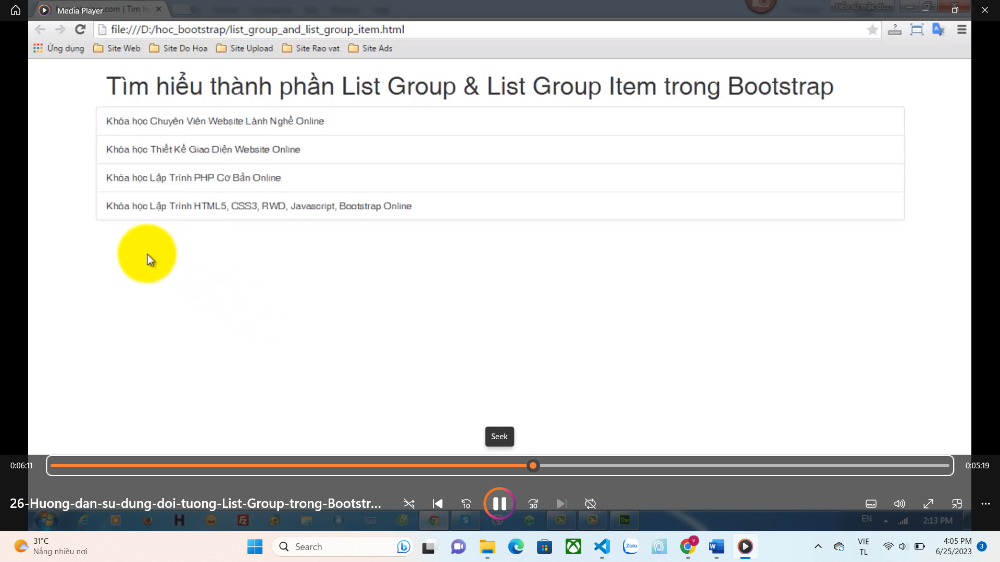 Media Player
file:///D:/hoc_bootstrap/list_group_and_list_group_item.html
Ứng dụng Site Web Site Do Hoa Site Upload Site Rao vat Site Ads
Tìm hiểu thành phần List Group & List Group Item trong Bootstrap
Khóa học Chuyên Viên Website Lành Nghề Online
Khóa học Thiết Kế Giao Diện Website Online
Khóa học Lập Trình PHP Cơ Bản Online
Khóa học Lập Trình HTML5, CSS3, RWD, Javascript, Bootstrap Online
Seek
0:06:11 0:05:19
26-Huong-dan-su-dung-doi-tuong-List-Group-trong-Bootstr...
10 30
EN 2:13 PM
31°C
Nắng nhiều nơi
Search
Zalo
VIE
TL
4:05 PM
6/25/2023
3